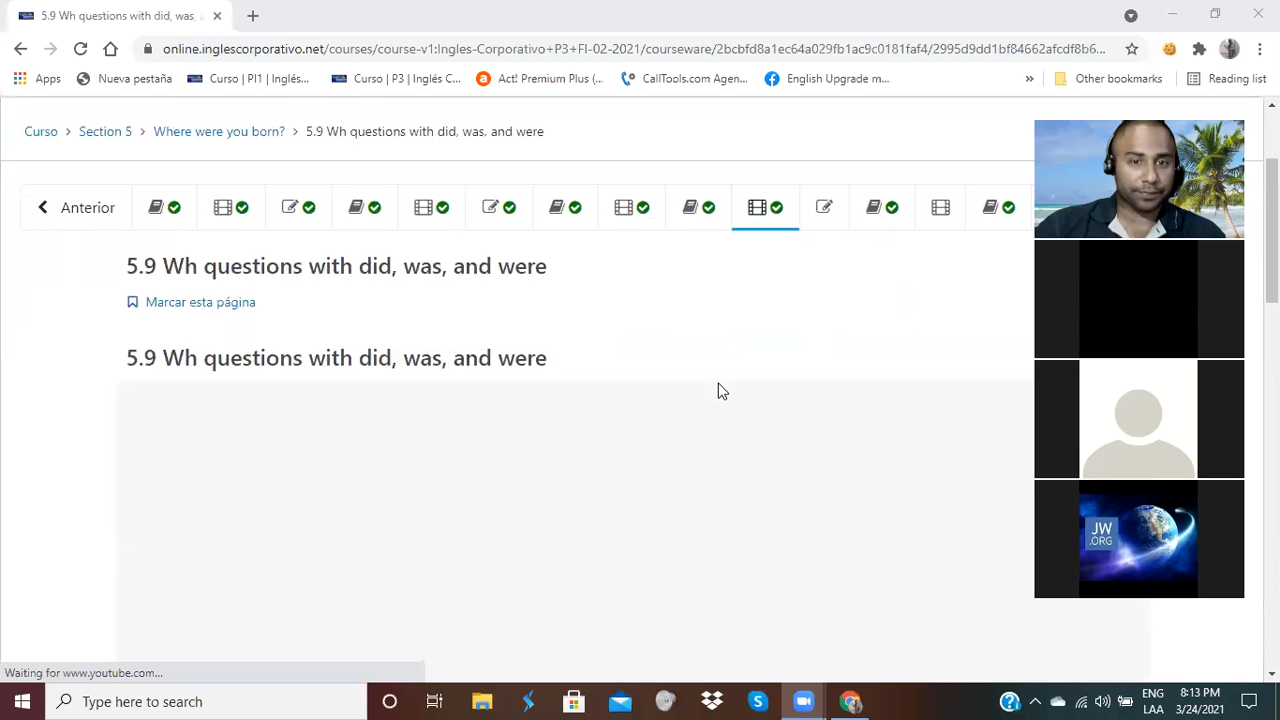 5.9 Wh questions with did, was, a
online.inglescorporativo.net/courses/course-v1:Ingles-Corporativo+P3+FI-02-2021/courseware/2bcbfd8a1ec64a029fb1ac9c0181faf4/2995d9dd1bf84662afcdf8b6...
Apps Nueva pestaña Curso | PI1 | Inglés... Curso | P3 | Inglés C... Act! Premium Plus (... CallTools.com Agen... English Upgrade m... » Other bookmarks Reading list
Curso > Section 5 > Where were you born? > 5.9 Wh questions with did, was, and were
Anterior
5.9 Wh questions with did, was, and were
Marcar esta página
5.9 Wh questions with did, was, and were
JW
.ORG
Waiting for www.youtube.com...
Type here to search
ENG
LAA
8:13 PM
3/24/2021